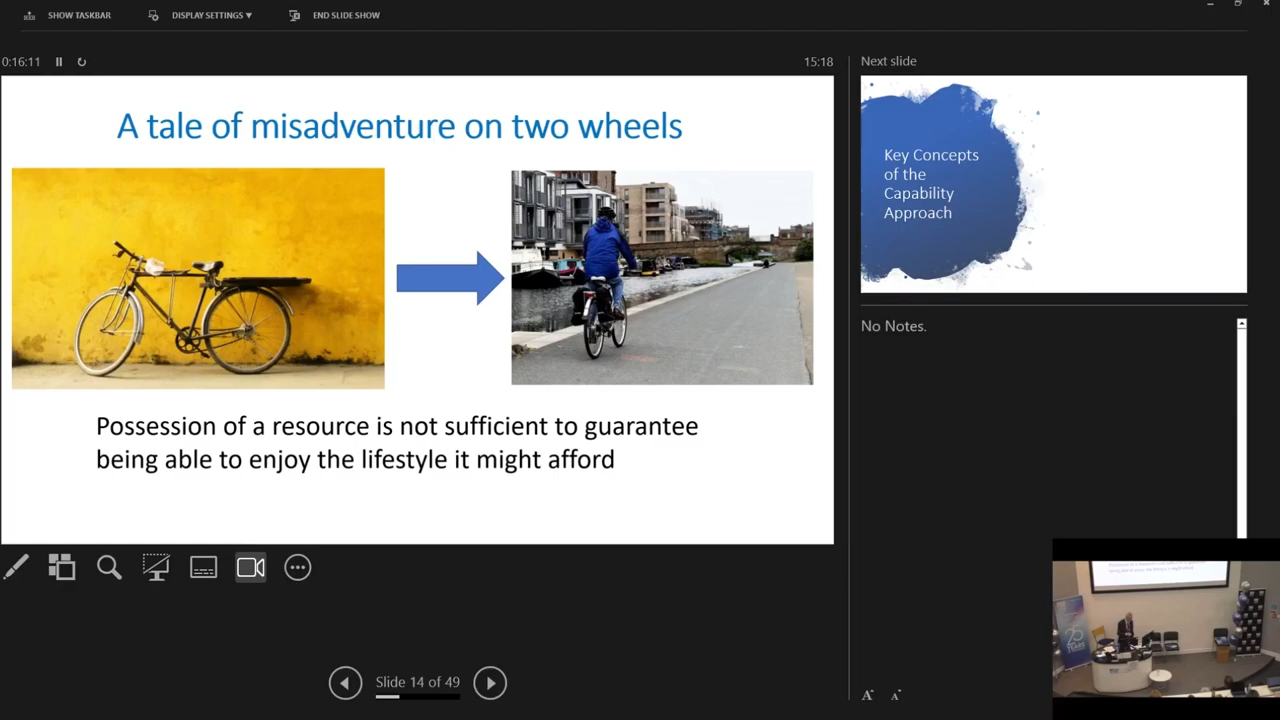 SHOW TASKBAR
DISPLAY SETTINGS ▼
END SLIDE SHOW
0:16:11
15:18
Next slide
A tale of misadventure on two wheels
Possession of a resource is not sufficient to guarantee
being able to enjoy the lifestyle it might afford
Key Concepts
of the
Capability
Approach
No Notes.
Slide 14 of 49
A
A
25
YEARS